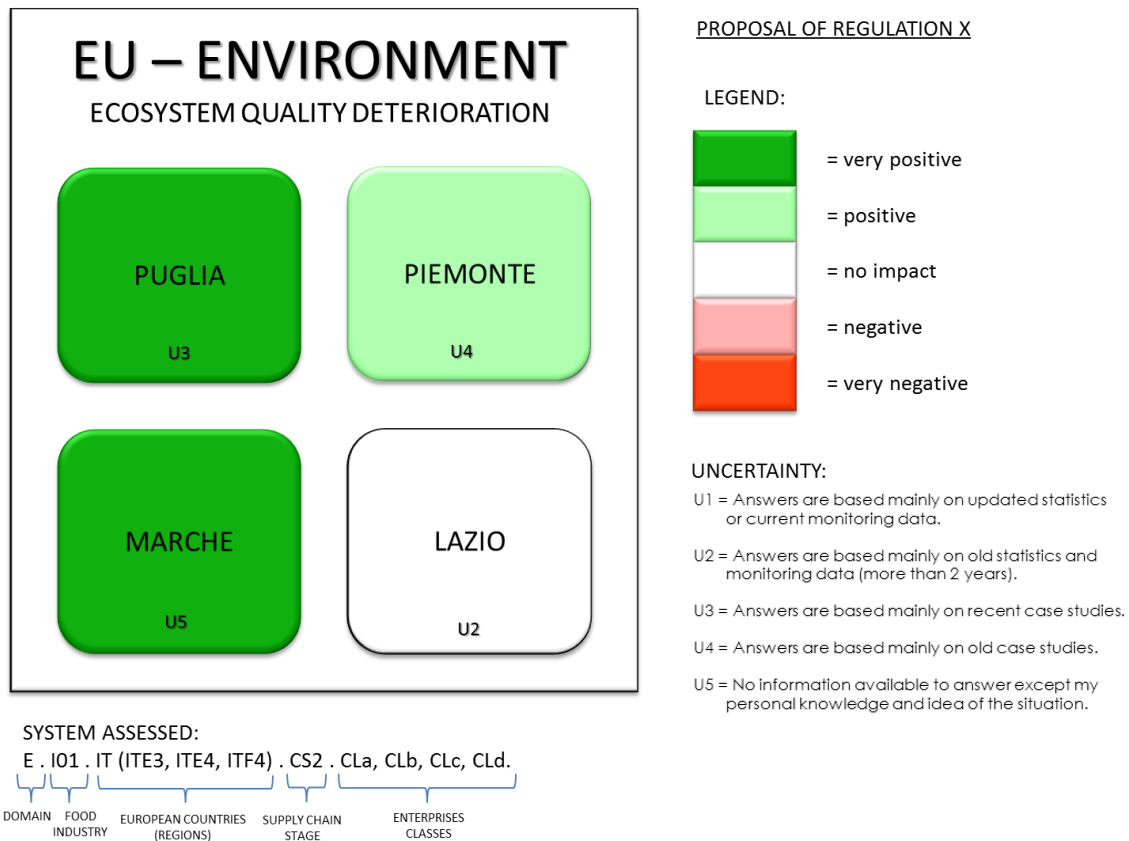 EU – ENVIRONMENT
ECOSYSTEM QUALITY DETERIORATION
PUGLIA
U3
PIEMONTE
U4
MARCHE
U5
LAZIO
U2
PROPOSAL OF REGULATION X
LEGEND:
= very positive
= positive
= no impact
= negative
= very negative
UNCERTAINTY:
U1 = Answers are based mainly on updated statistics
or current monitoring data.
U2 = Answers are based mainly on old statistics and
monitoring data (more than 2 years).
U3 = Answers are based mainly on recent case studies.
U4 = Answers are based mainly on old case studies.
U5 = No information available to answer except my
personal knowledge and idea of the situation.
SYSTEM ASSESSED:
E . I01 . IT (ITE3, ITE4, ITF4) . CS2 . CLa, CLb, CLc, CLd.
DOMAIN
FOOD
INDUSTRY
EUROPEAN COUNTRIES
(REGIONS)
SUPPLY CHAIN
STAGE
ENTERPRISES
CLASSES